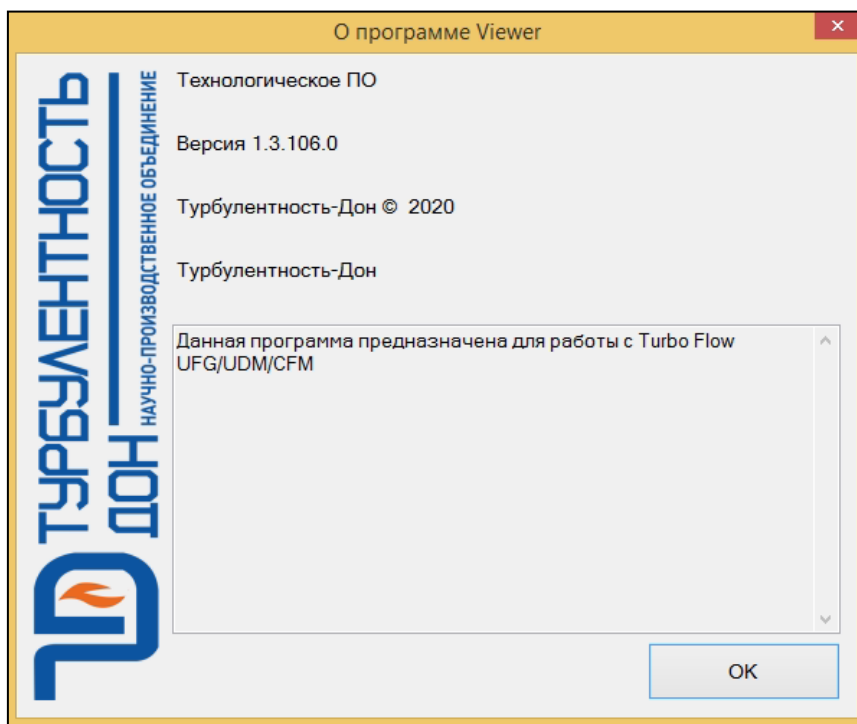 О программе Viewer
ТУРБУЛЕНТНОСТЬ
ДОН
НАУЧНО-ПРОИЗВОДСТВЕННОЕ ОБЪЕДИНЕНИЕ
Технологическое ПО
Версия 1.3.106.0
Турбулентность-Дон © 2020
Турбулентность-Дон
Данная программа предназначена для работы с Turbo Flow
UFG/UDM/CFM
OK